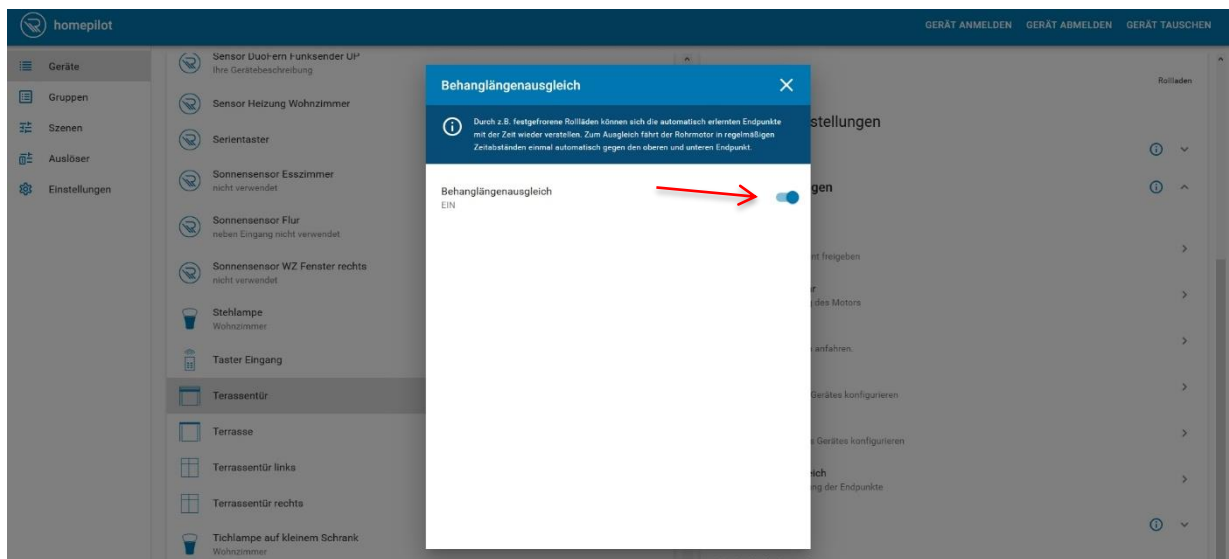 homepilot
GERÄT ANMELDEN GERÄT ABMELDEN GERÄT TAUSCHEN
Geräte
Gruppen
Szenen
Auslöser
Einstellungen
Sensor DuoFern Funksender UP
Ihre Gerätebeschreibung
Sensor Heizung Wohnzimmer
Serientaster
Sonnensensor Esszimmer
nicht verwendet
Sonnensensor Flur
neben Eingang nicht verwendet
Sonnensensor WZ Fenster rechts
nicht verwendet
Stehlampe
Wohnzimmer
Taster Eingang
Terassentür
Terrasse
Terrassentür links
Terrassentür rechts
Tichlampe auf kleinem Schrank
Wohnzimmer
Behanglängenausgleich
Durch z.B. festgefrorene Rollläden können sich die automatisch erlernten Endpunkte
mit der Zeit wieder verstellen. Zum Ausgleich fährt der Rohrmotor in regelmäßigen
Zeitabständen einmal automatisch gegen den oberen und unteren Endpunkt.
Behanglängenausgleich
EIN
Rollladen
stellungen
gen
nt freigeben
r
des Motors
anfahren.
Gerätes konfigurieren
Gerätes konfigurieren
ich
ng der Endpunkte